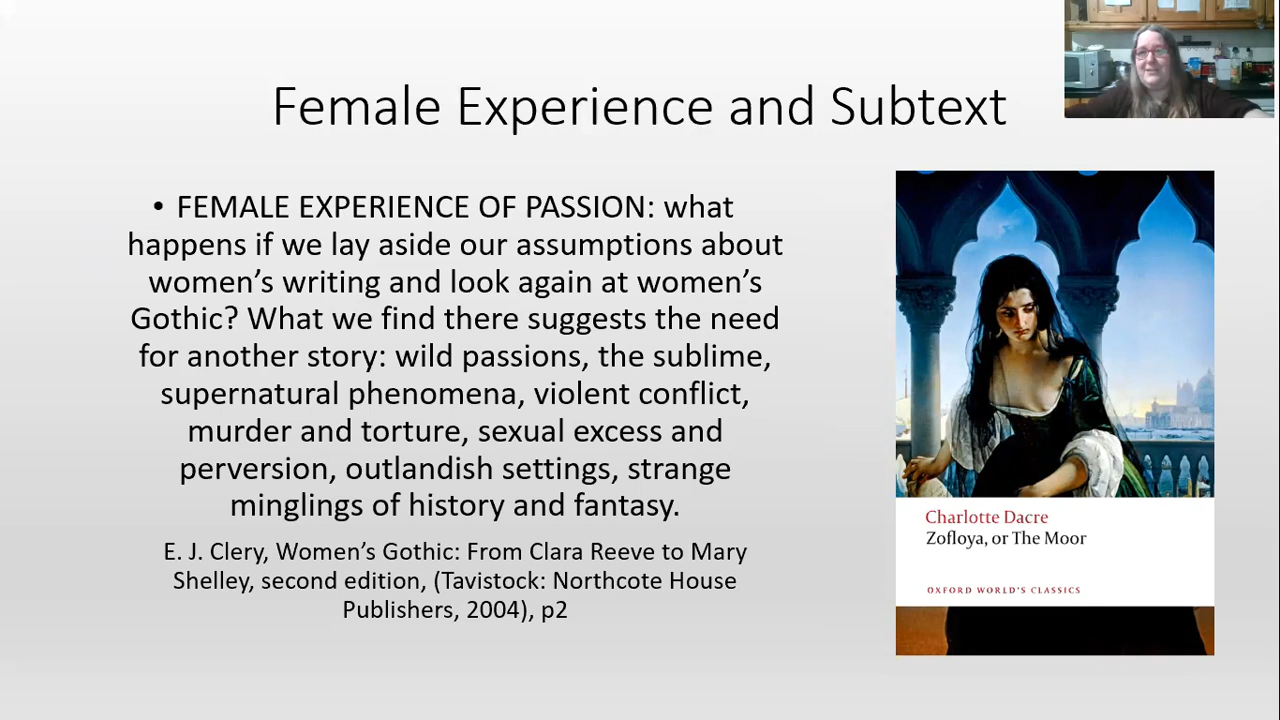 Female Experience and Subtext
• FEMALE EXPERIENCE OF PASSION: what
happens if we lay aside our assumptions about
women’s writing and look again at women’s
Gothic? What we find there suggests the need
for another story: wild passions, the sublime,
supernatural phenomena, violent conflict,
murder and torture, sexual excess and
perversion, outlandish settings, strange
minglings of history and fantasy.
E. J. Clery, Women’s Gothic: From Clara Reeve to Mary
Shelley, second edition, (Tavistock: Northcote House
Publishers, 2004), p2
Charlotte Dacre
Zofloya, or The Moor
OXFORD WORLD’S CLASSICS